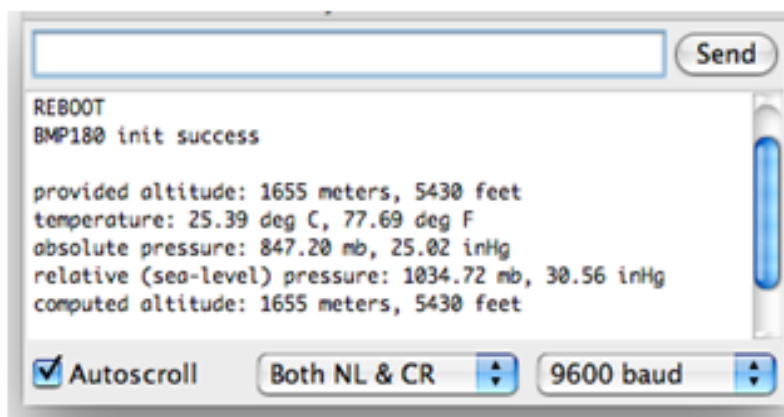 Send
REBOOT
BMP180 init success
provided altitude: 1655 meters, 5430 feet
temperature: 25.39 deg C, 77.69 deg F
absolute pressure: 847.20 mb, 25.02 inHg
relative (sea-level) pressure: 1034.72 mb, 30.56 inHg
computed altitude: 1655 meters, 5430 feet
Autoscroll Both NL & CR 9600 baud